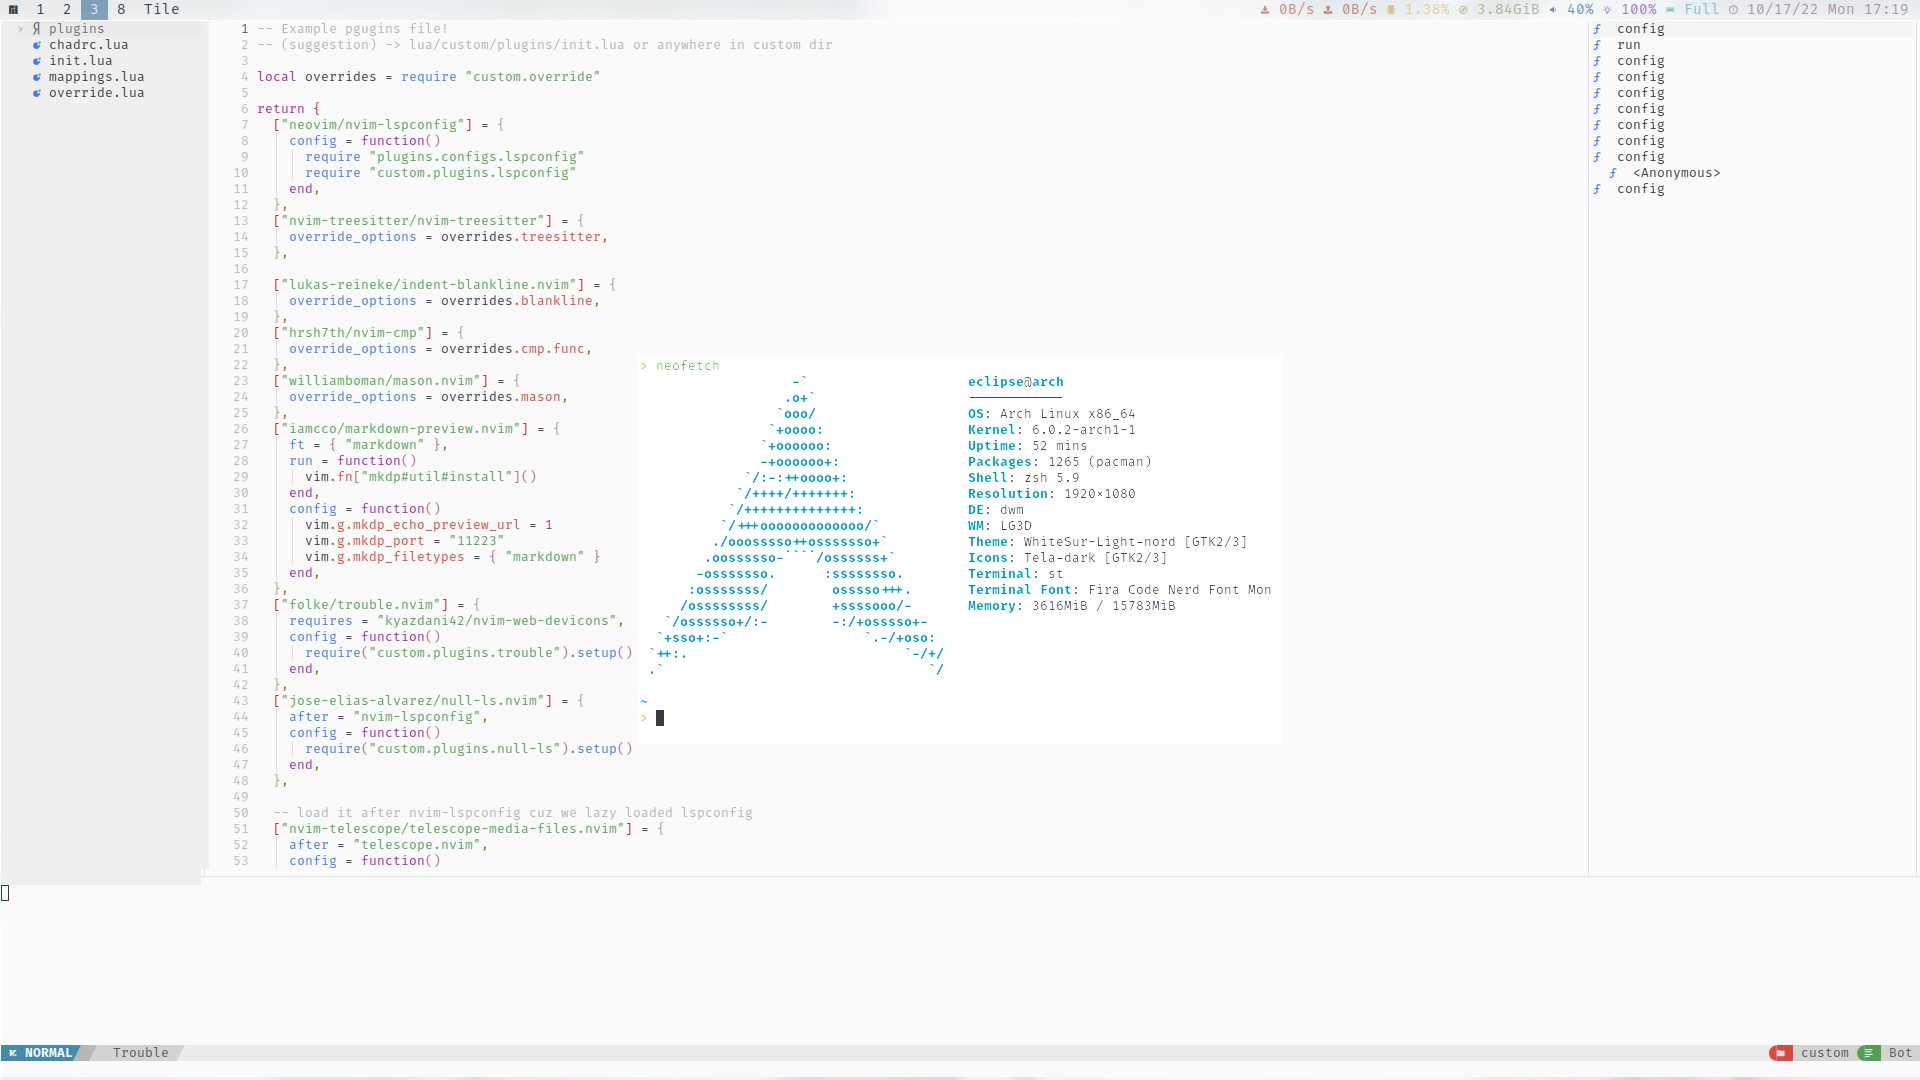 1 2 3 8 Tile
0B/s 0B/s 1.38% 3.84GiB 40% 100% Full 10/17/22 Mon 17:19
plugins
chadrc.lua
init.lua
mappings.lua
override.lua
1 -- Example pgugins file!
2 -- (suggestion) -> lua/custom/plugins/init.lua or anywhere in custom dir
3
4 local overrides = require "custom.override"
5
6 return {
7 ["neovim/nvim-lspconfig"] = {
8 config = function()
9 require "plugins.configs.lspconfig"
10 require "custom.plugins.lspconfig"
11 end,
12 },
13 ["nvim-treesitter/nvim-treesitter"] = {
14 override_options = overrides.treesitter,
15 },
16
17 ["lukas-reineke/indent-blankline.nvim"] = {
18 override_options = overrides.blankline,
19 },
20 ["hrsh7th/nvim-cmp"] = {
21 override_options = overrides.cmp.func,
22 },
23 ["williamboman/mason.nvim"] = {
24 override_options = overrides.mason,
25 },
26 ["iamcco/markdown-preview.nvim"] = {
27 ft = { "markdown" },
28 run = function()
29 vim.fn["mkdp#util#install"]()
30 end,
31 config = function()
32 vim.g.mkdp_echo_preview_url = 1
33 vim.g.mkdp_port = "11223"
34 vim.g.mkdp_filetypes = { "markdown" }
35 end,
36 },
37 ["folke/trouble.nvim"] = {
38 requires = "kyazdani42/nvim-web-devicons",
39 config = function()
40 require("custom.plugins.trouble").setup()
41 end,
42 },
43 ["jose-elias-alvarez/null-ls.nvim"] = {
44 after = "nvim-lspconfig",
45 config = function()
46 require("custom.plugins.null-ls").setup()
47 end,
48 },
49
50 -- load it after nvim-lspconfig cuz we lazy loaded lspconfig
51 ["nvim-telescope/telescope-media-files.nvim"] = {
52 after = "telescope.nvim",
53 config = function()
> neofetch
-`
.o+`
`ooo/
`+oooo:
`+oooooo:
-+oooooo+:
`/:-:++oooo+:
`/++++/+++++++:
`/++++++++++++++:
`/+++ooooooooooooo/`
./ooosssso++osssssso+`
.oossssso-````/ossssss+`
-osssssso.      :ssssssso.
:osssssss/        osssso+++.
/ossssssss/        +ssssooo/-
`/ossssso+/:-        -:/+osssso+-
`+sso+:-`                 `.-/+oso:
`++:.                           `-/+/
.`                                 `/
eclipse@arch
------------
OS: Arch Linux x86_64
Kernel: 6.0.2-arch1-1
Uptime: 52 mins
Packages: 1265 (pacman)
Shell: zsh 5.9
Resolution: 1920×1080
DE: dwm
WM: LG3D
Theme: WhiteSur-Light-nord [GTK2/3]
Icons: Tela-dark [GTK2/3]
Terminal: st
Terminal Font: Fira Code Nerd Font Mon
Memory: 3616MiB / 15783MiB
~
>
config
run
config
config
config
config
config
config
config
<Anonymous>
config
NORMAL Trouble
custom Bot